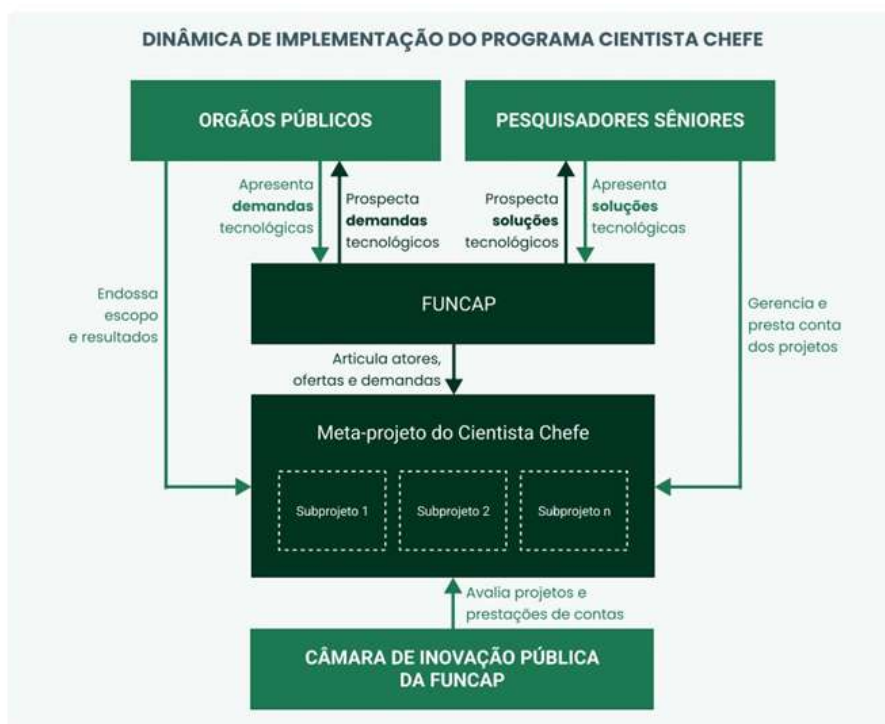 DINÂMICA DE IMPLEMENTAÇÃO DO PROGRAMA CIENTISTA CHEFE
ORGÃOS PÚBLICOS
PESQUISADORES SÊNIORES
Apresenta
demandas
tecnológicas
Prospecta
demandas
tecnológicos
Prospecta
soluções
tecnológicos
Apresenta
soluções
tecnológicas
Endossa
escopo
e resultados
FUNCAP
Gerencia e
presta conta
dos projetos
Articula atores,
ofertas e demandas
Meta-projeto do Cientista Chefe
Subprojeto 1
Subprojeto 2
Subprojeto n
Avalia projetos e
prestações de contas
CÂMARA DE INOVAÇÃO PÚBLICA
DA FUNCAP